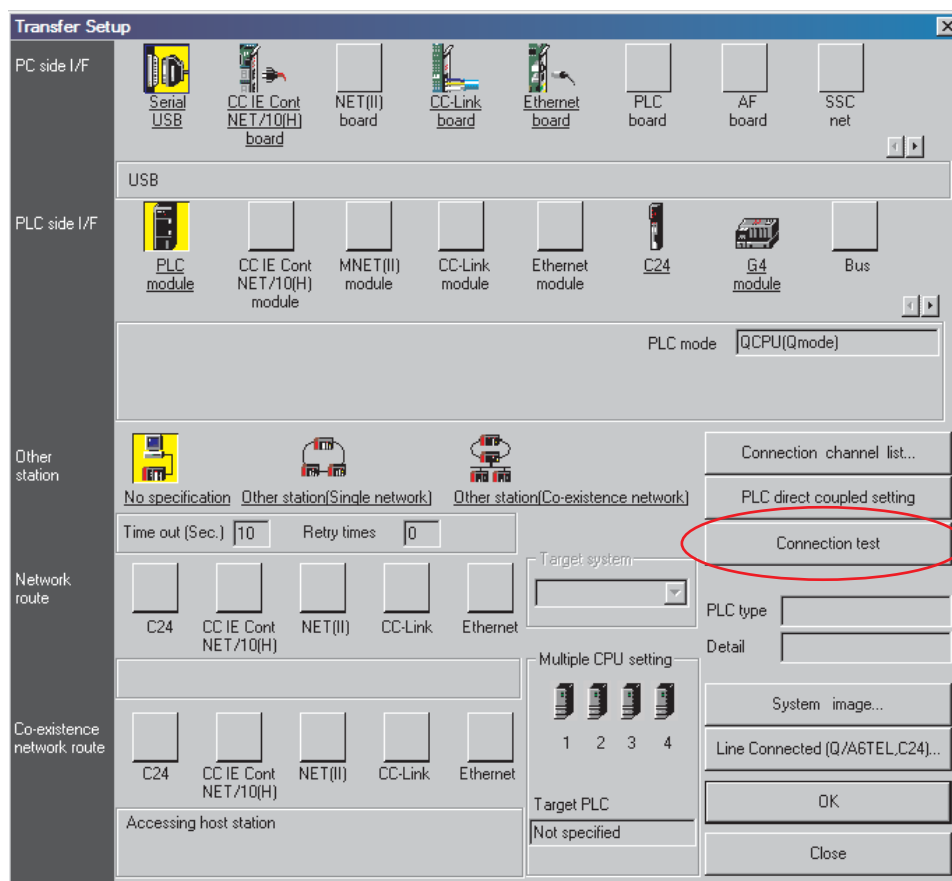 Transfer Setup
PC side I/F
Serial
USB
CC IE Cont
NET/10(H)
board
NET(II)
board
CC-Link
board
Ethernet
board
PLC
board
AF
board
SSC
net
USB
PLC side I/F
PLC
module
CC IE Cont
NET/10(H)
module
MNET(II)
module
CC-Link
module
Ethernet
module
C24
G4
module
Bus
PLC mode QCPU(Qmode)
Other
station
No specification
Other station(Single network)
Other station(Co-existence network)
Time out (Sec.) 10 Retry times 0
Connection channel list...
PLC direct coupled setting
Connection test
Target system
Network
route
C24
CC IE Cont
NET/10(H)
NET(II)
CC-Link
Ethernet
PLC type
Detail
Multiple CPU setting
1 2 3 4
Target PLC
Not specified
System image...
Line Connected (Q/A6TEL,C24)...
OK
Close
Co-existence
network route
C24
CC IE Cont
NET/10(H)
NET(II)
CC-Link
Ethernet
Accessing host station